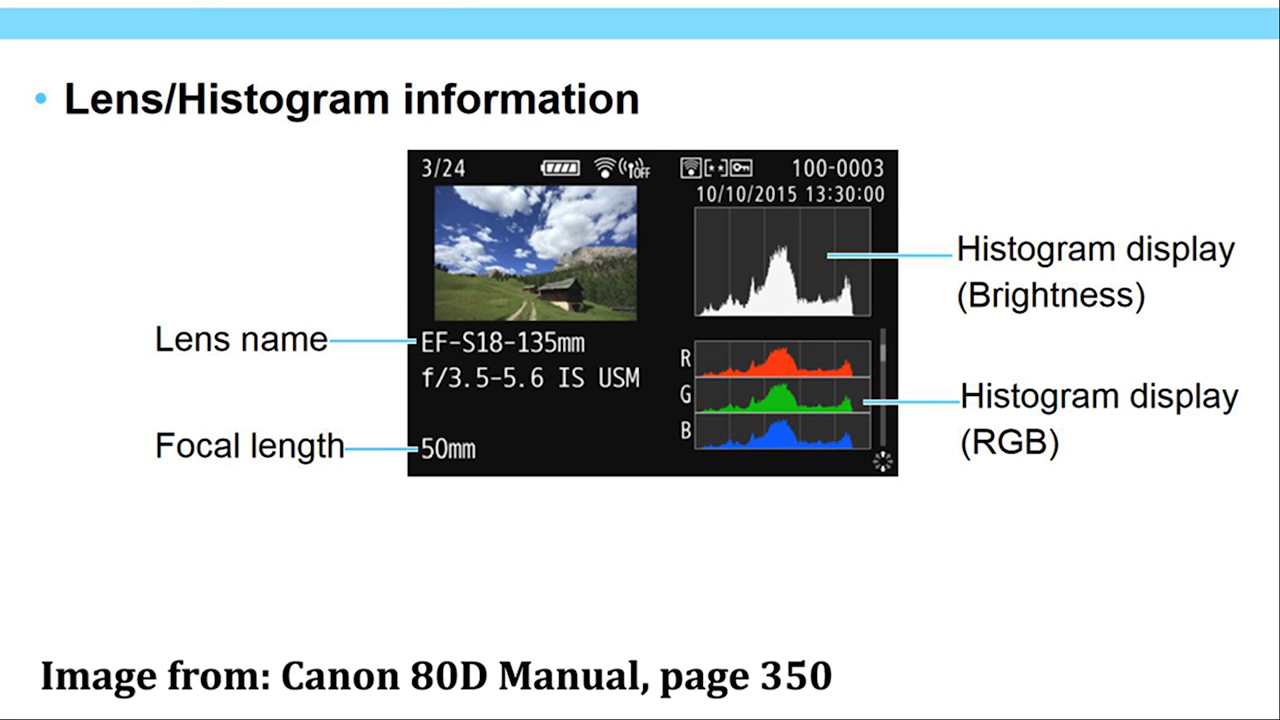 • Lens/Histogram information
3/24
OFF
100-0003
10/10/2015 13:30:00
Histogram display
(Brightness)
Lens name
EF-S18-135mm
f/3.5-5.6 IS USM
R
G
B
Histogram display
(RGB)
Focal length
50mm
Image from: Canon 80D Manual, page 350